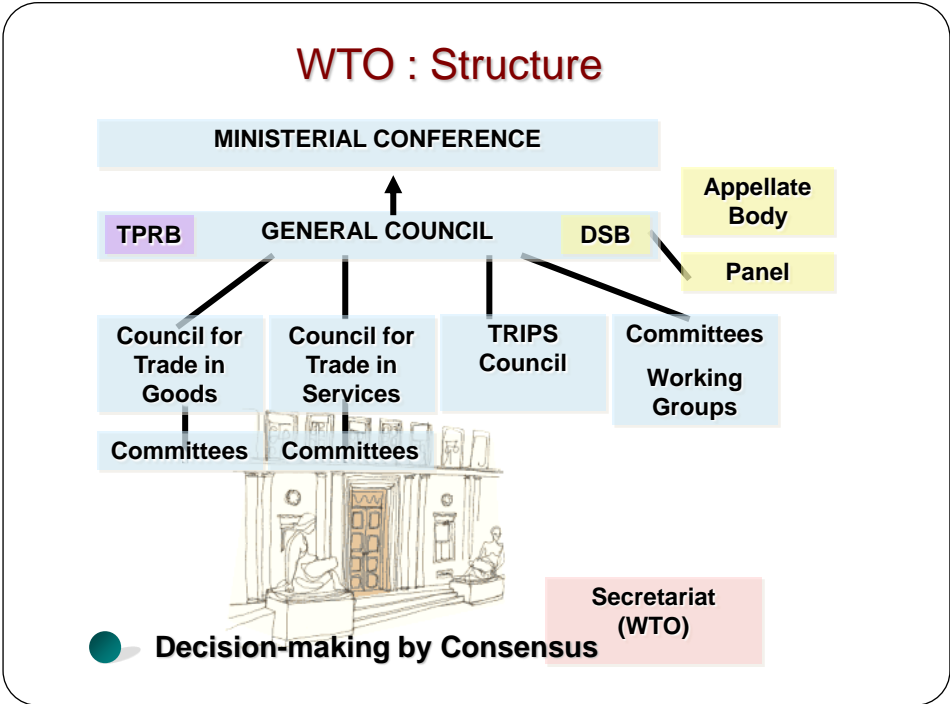 WTO : Structure
MINISTERIAL CONFERENCE
TPRB
GENERAL COUNCIL
DSB
Appellate
Body
Panel
Council for
Trade in
Goods
Council for
Trade in
Services
TRIPS
Council
Committees
Working
Groups
Committees
Committees
Secretariat
(WTO)
Decision-making by Consensus